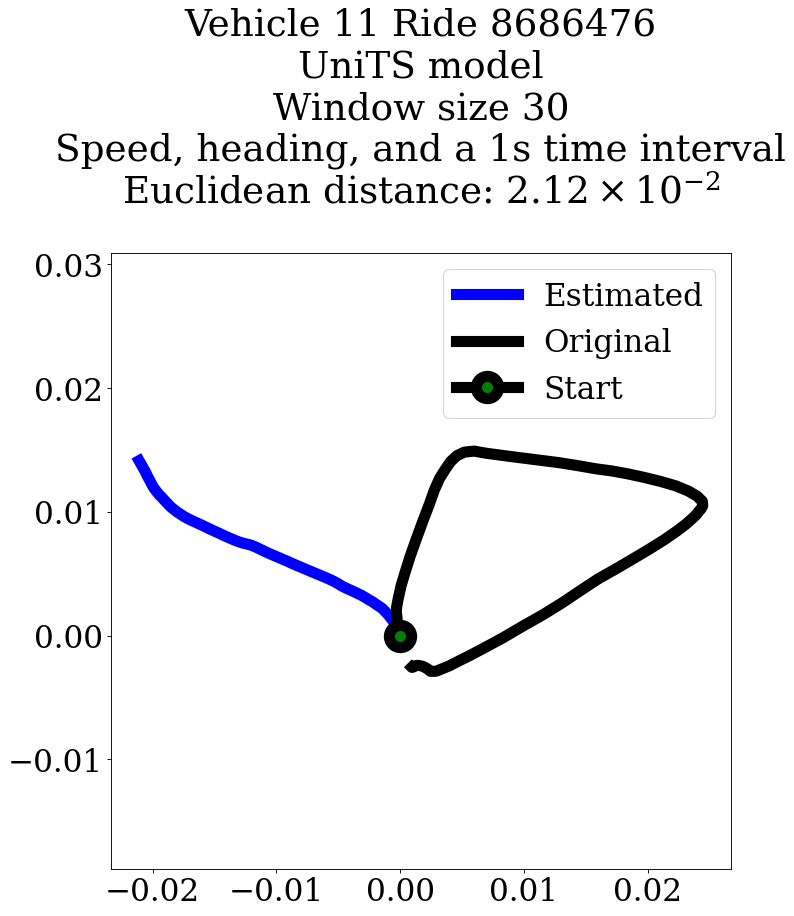 Vehicle 11 Ride 8686476
UniTS model
Window size 30
Speed, heading, and a 1s time interval
Euclidean distance: 2.12 × 10⁻²
0.03
Estimated
Original
Start
0.02
0.01
0.00
−0.01
−0.02 −0.01 0.00 0.01 0.02